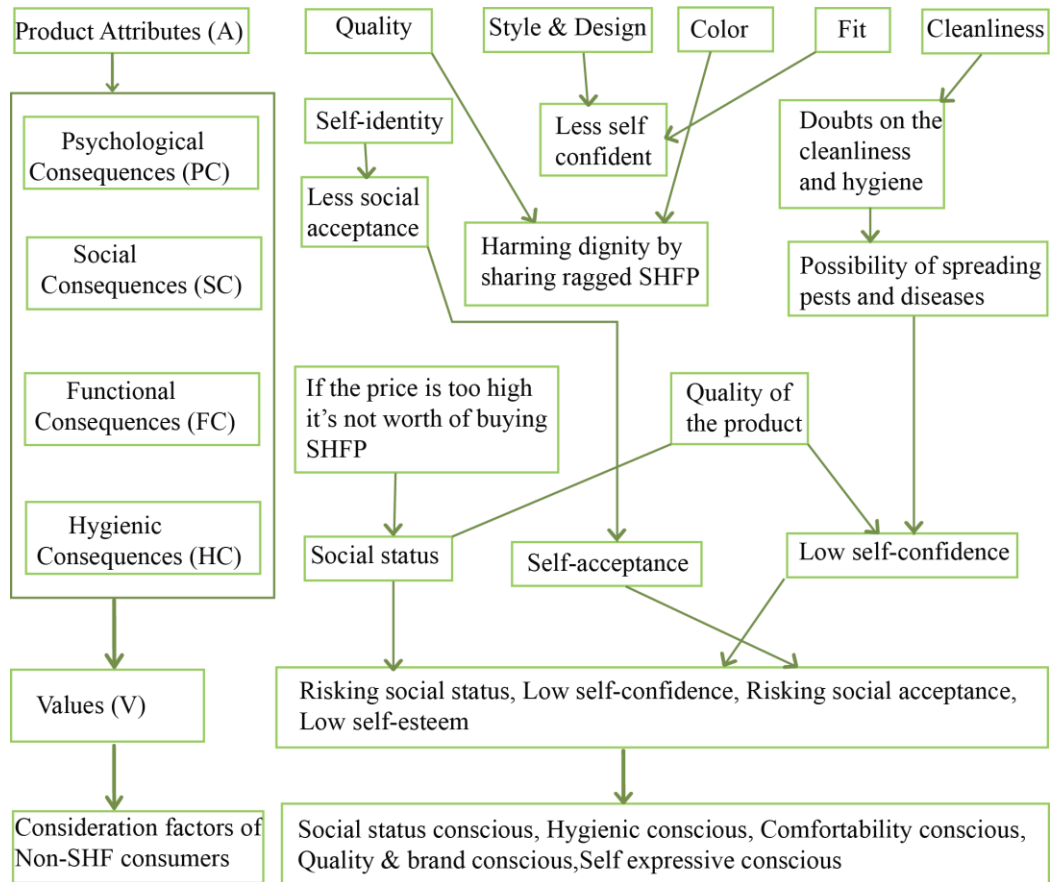 Product Attributes (A)
Quality
Style & Design
Color
Fit
Cleanliness
Psychological
Consequences (PC)
Self-identity
Less self
confident
Doubts on the
cleanliness
and hygiene
Less social
acceptance
Social
Consequences (SC)
Harming dignity by
sharing ragged SHFP
Possibility of spreading
pests and diseases
Functional
Consequences (FC)
If the price is too high
it’s not worth of buying
SHFP
Quality of
the product
Hygienic
Consequences (HC)
Social status
Self-acceptance
Low self-confidence
Values (V)
Risking social status, Low self-confidence, Risking social acceptance,
Low self-esteem
Consideration factors of
Non-SHF consumers
Social status conscious, Hygienic conscious, Comfortability conscious,
Quality & brand conscious,Self expressive conscious